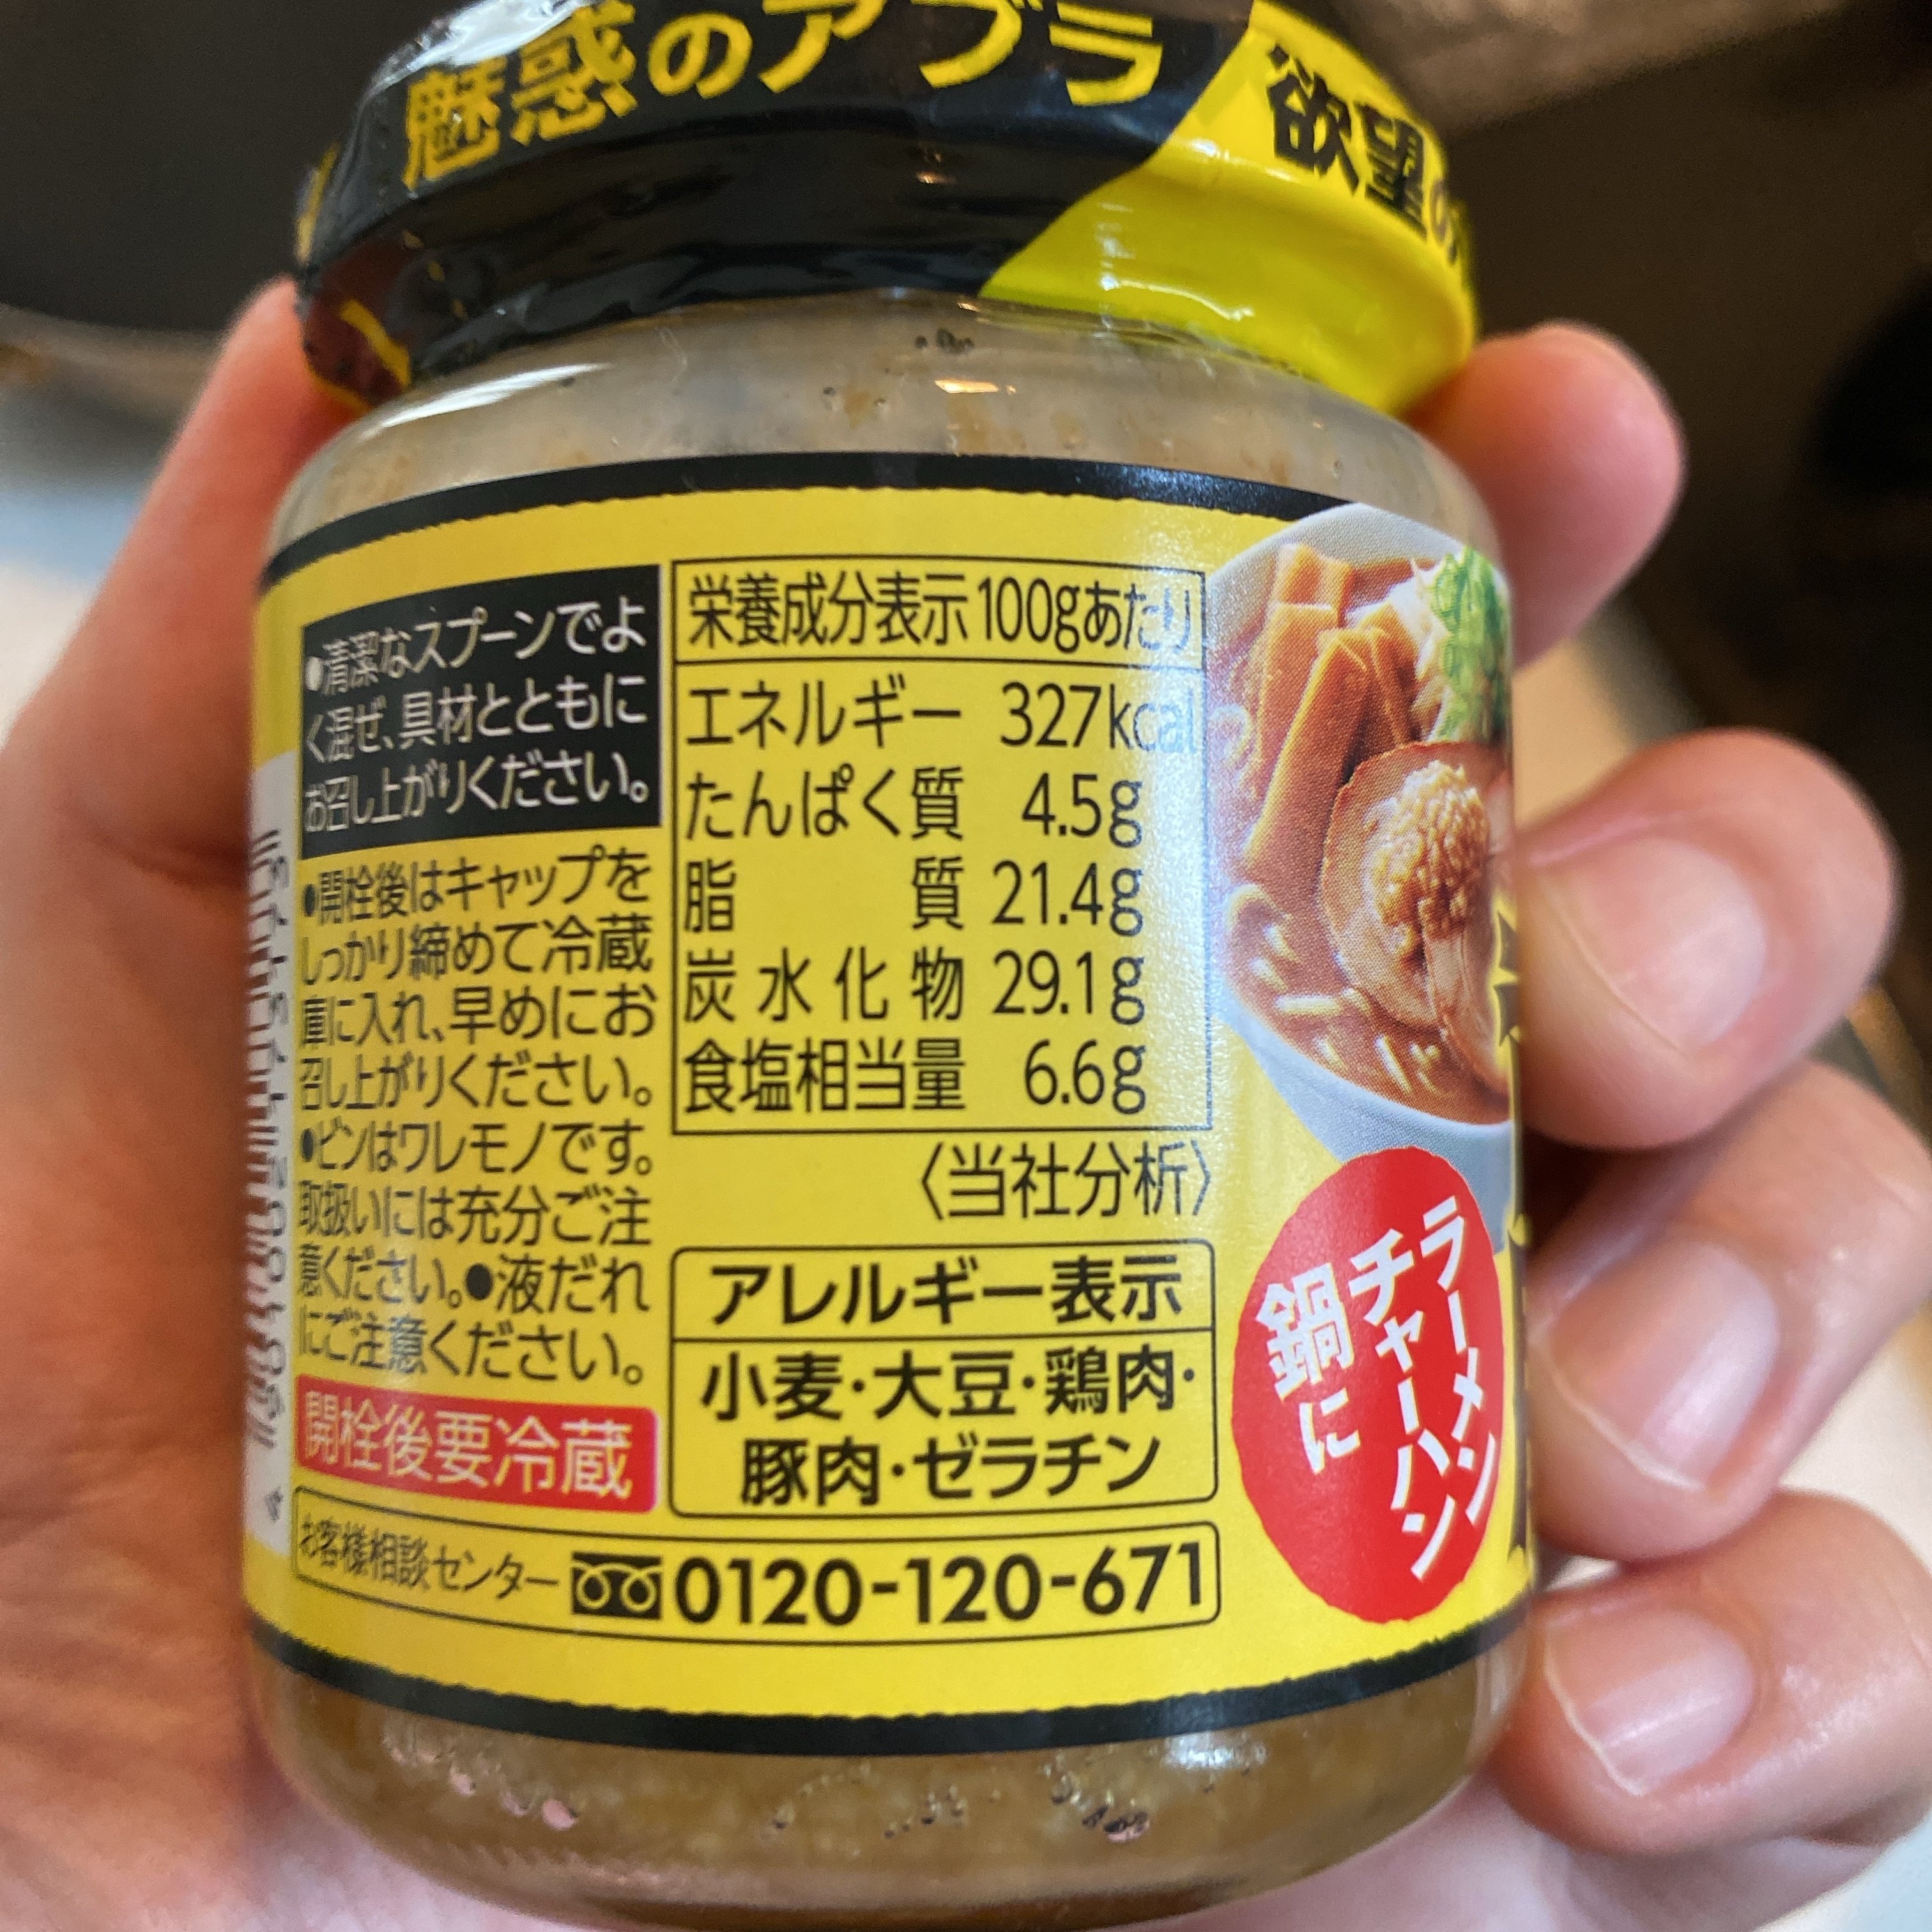 魅惑のアブラ
欲望の
●清潔なスプーンでよ
く混ぜ、具材とともに
お召し上がりください。
●開栓後はキャップを
しっかり締めて冷蔵
庫に入れ、早めにお
召し上がりください。
●ビンはワレモノです。
取扱いには充分ご注
意ください。●液だれ
にご注意ください。
開栓後要冷蔵
栄養成分表示 100gあたり
エネルギー 327kcal
たんぱく質 4.5g
脂質 21.4g
炭水化物 29.1g
食塩相当量 6.6g
〈当社分析〉
アレルギー表示
小麦・大豆・鶏肉・
豚肉・ゼラチン
お客様相談センター 0120-120-671
ラーメン
チャーハン
鍋に